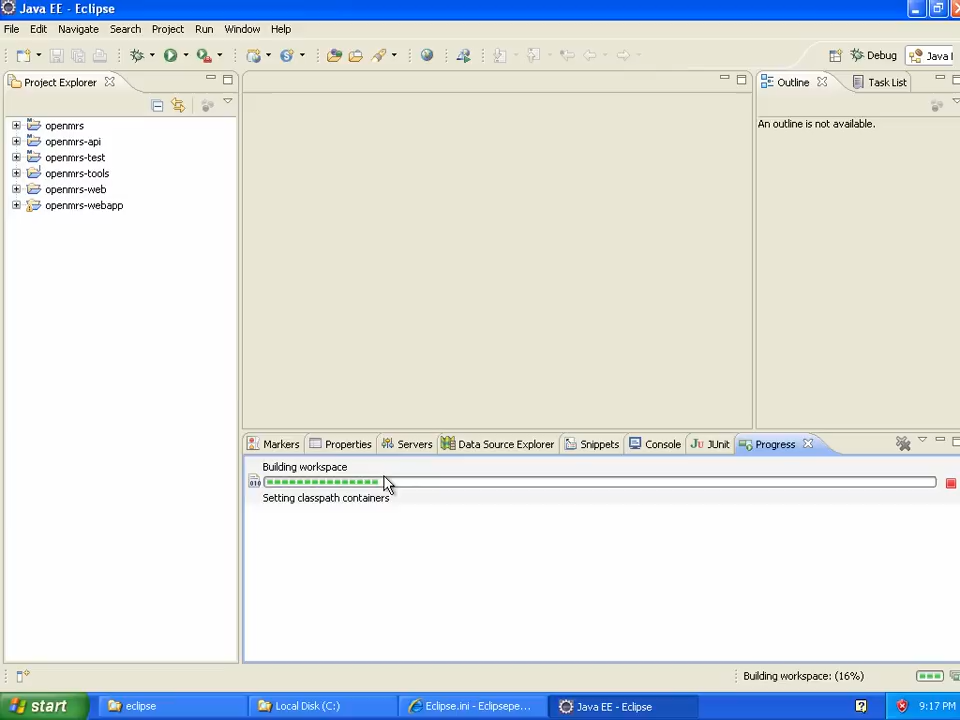 Java EE - Eclipse
File Edit Navigate Search Project Run Window Help
Debug Java
Project Explorer
openmrs
openmrs-api
openmrs-test
openmrs-tools
openmrs-web
openmrs-webapp
Outline Task List
An outline is not available.
Markers Properties Servers Data Source Explorer Snippets Console JUnit Progress
Building workspace
Setting classpath containers
Building workspace: (16%)
start eclipse Local Disk (C:) Eclipse.ini - Eclipsepe... Java EE - Eclipse 9:17 PM